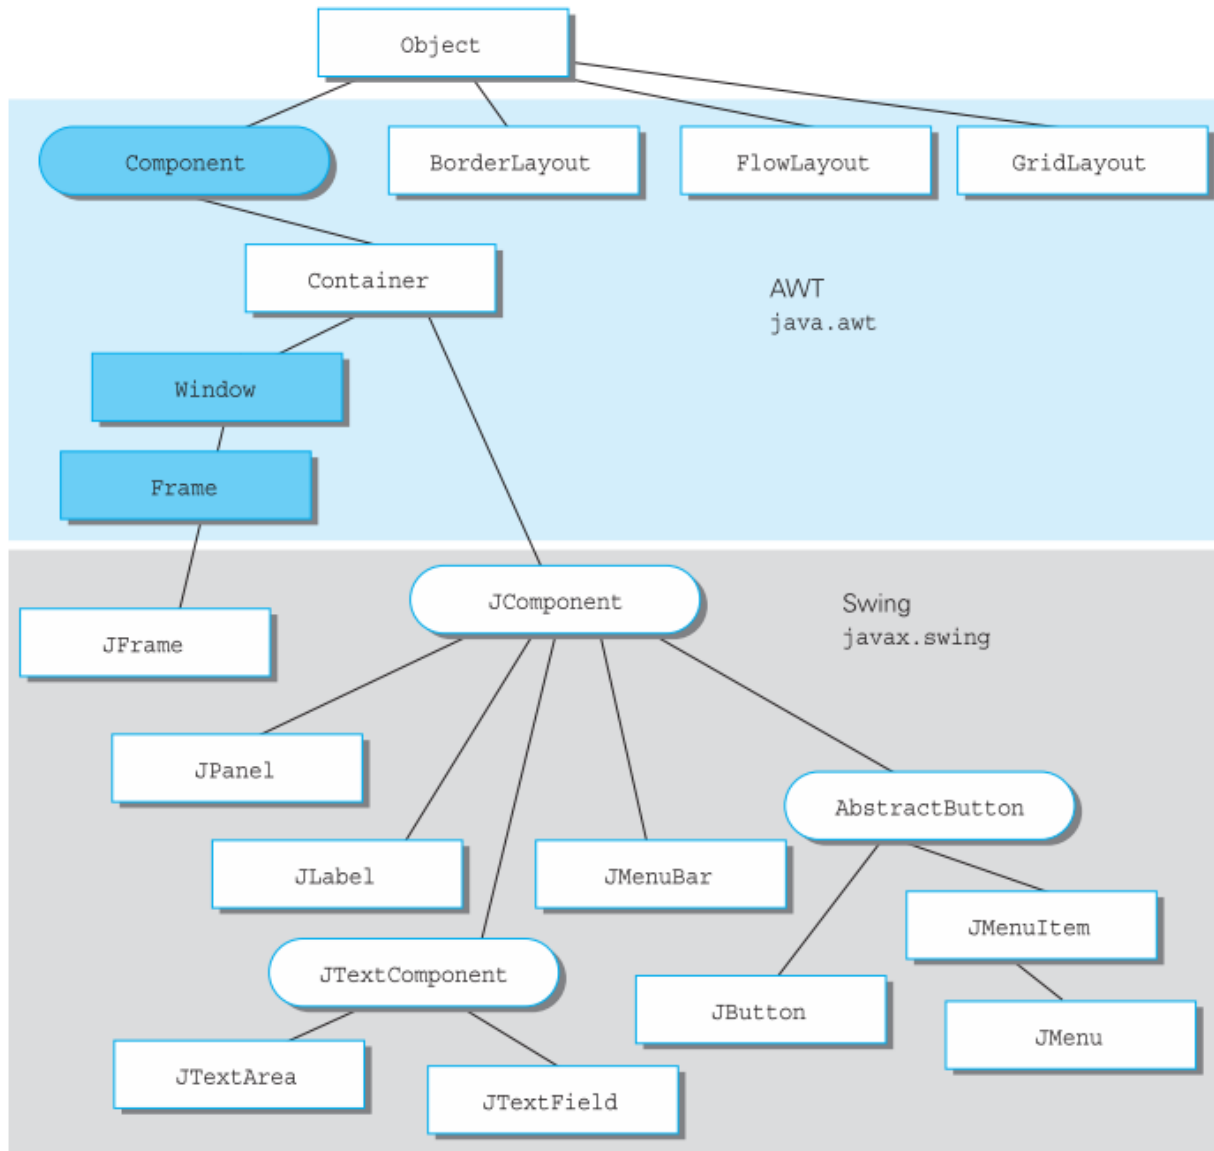 Object
Component
BorderLayout
FlowLayout
GridLayout
Container
AWT
java.awt
Window
Frame
JComponent
Swing
javax.swing
JFrame
JPanel
AbstractButton
JLabel
JMenuBar
JMenuItem
JTextComponent
JButton
JMenu
JTextArea
JTextField